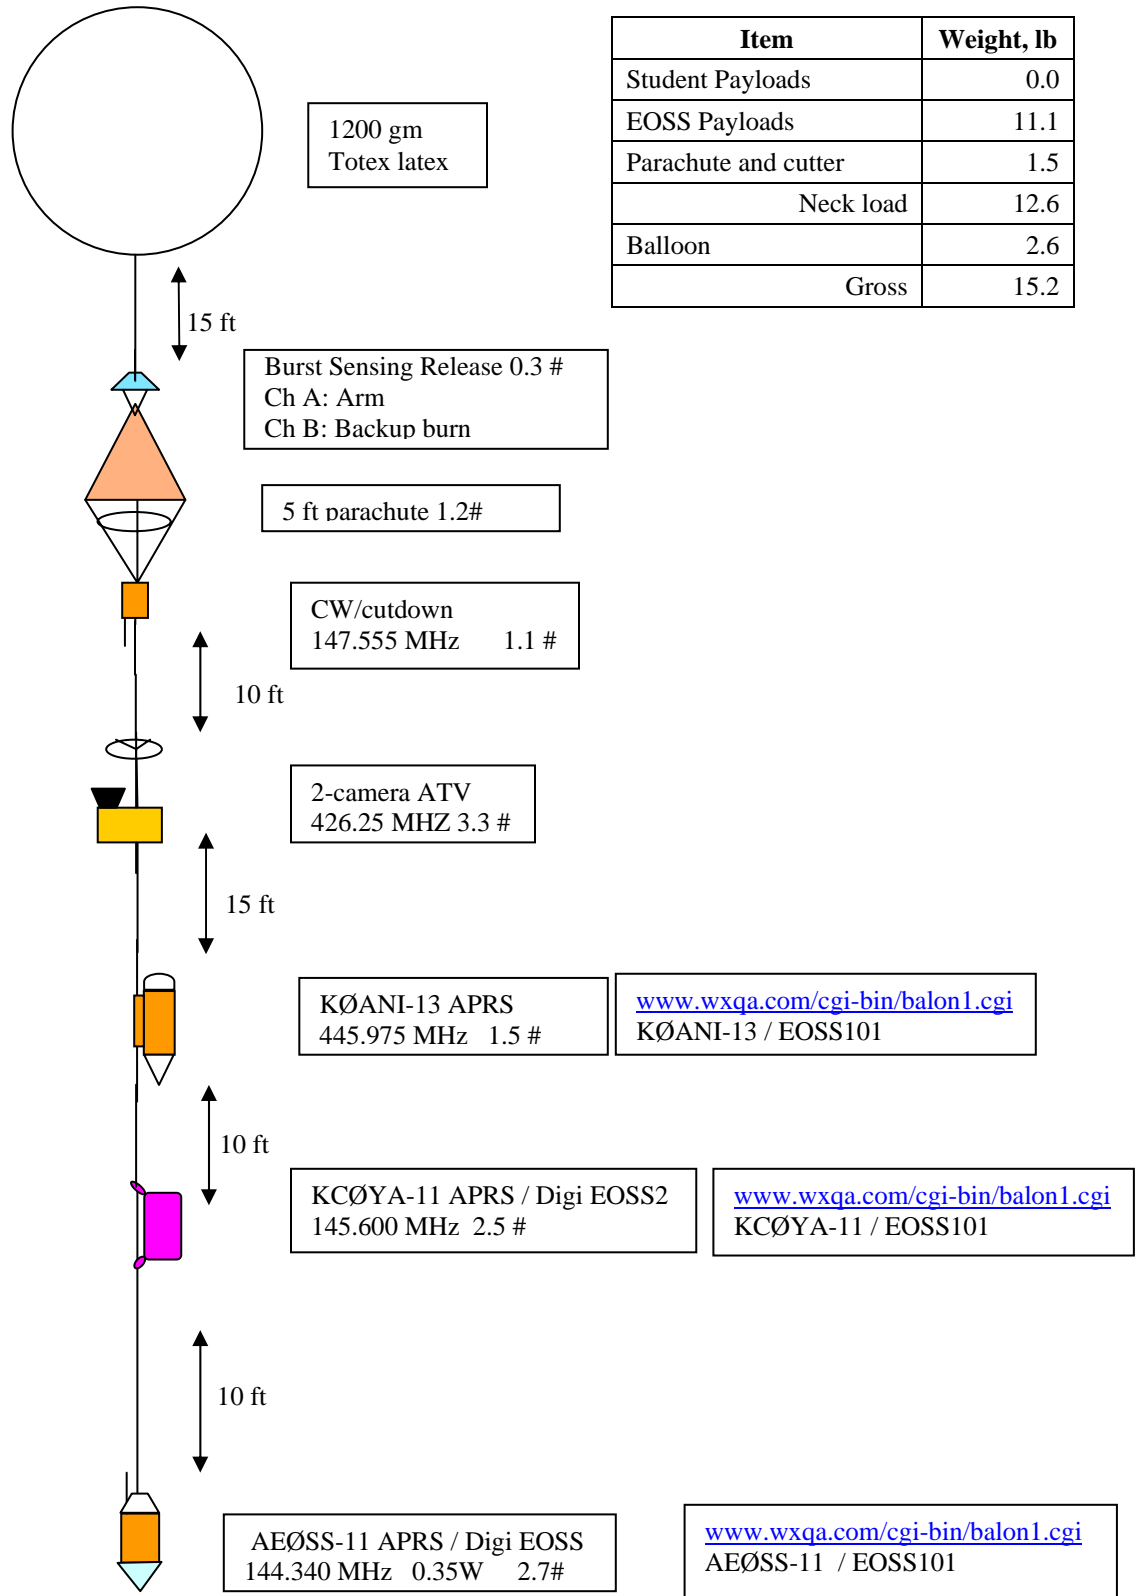 Item Weight, lb
Student Payloads 0.0
EOSS Payloads 11.1
Parachute and cutter 1.5
Neck load 12.6
Balloon 2.6
Gross 15.2
1200 gm
Totex latex
15 ft
Burst Sensing Release 0.3 #
Ch A: Arm
Ch B: Backup burn
5 ft parachute 1.2#
CW/cutdown
147.555 MHz 1.1 #
10 ft
2-camera ATV
426.25 MHZ 3.3 #
15 ft
KØANI-13 APRS
445.975 MHz 1.5 #
www.wxqa.com/cgi-bin/balon1.cgi
KØANI-13 / EOSS101
10 ft
KCØYA-11 APRS / Digi EOSS2
145.600 MHz 2.5 #
www.wxqa.com/cgi-bin/balon1.cgi
KCØYA-11 / EOSS101
10 ft
AEØSS-11 APRS / Digi EOSS
144.340 MHz 0.35W 2.7#
www.wxqa.com/cgi-bin/balon1.cgi
AEØSS-11 / EOSS101